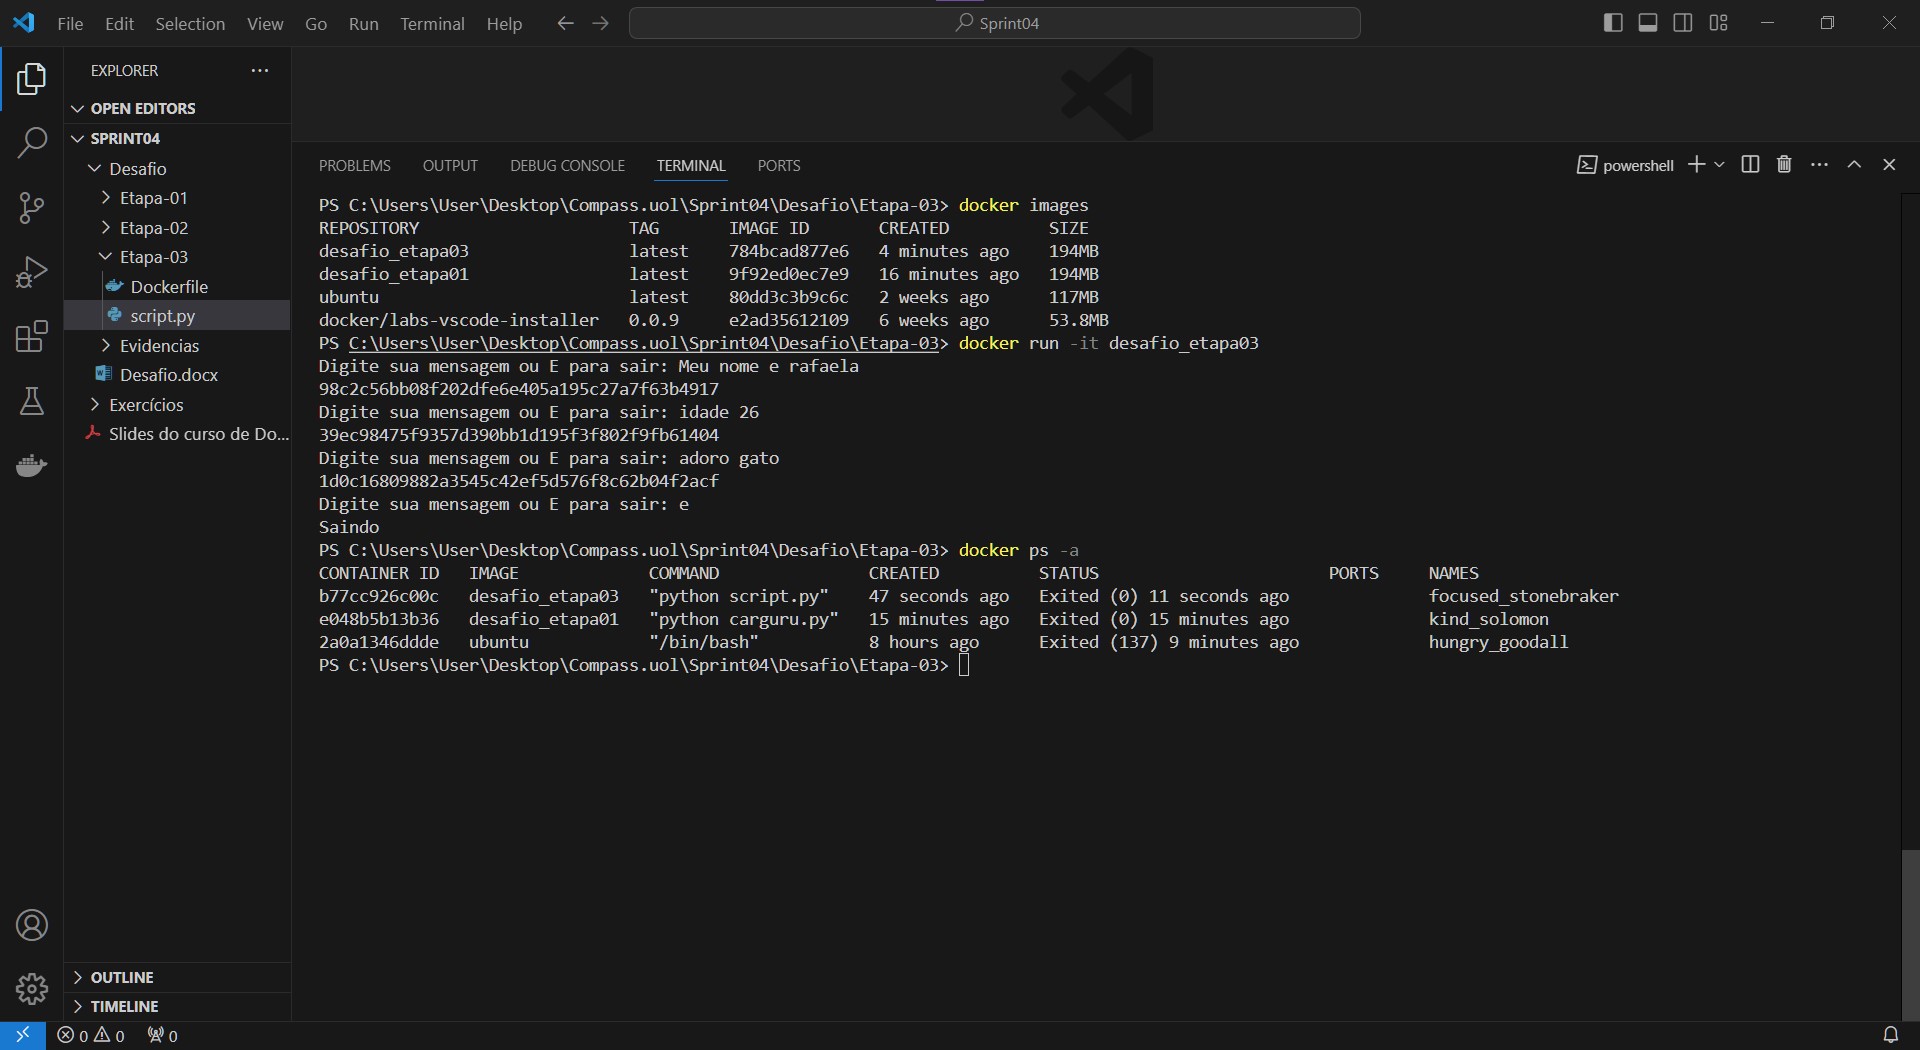 File Edit Selection View Go Run Terminal Help
Sprint04
EXPLORER
OPEN EDITORS
SPRINT04
Desafio
Etapa-01
Etapa-02
Etapa-03
Dockerfile
script.py
Evidencias
Desafio.docx
Exercícios
Slides do curso de Do...
OUTLINE
TIMELINE
PROBLEMS OUTPUT DEBUG CONSOLE TERMINAL PORTS
powershell
PS C:\Users\User\Desktop\Compass.uol\Sprint04\Desafio\Etapa-03> docker images
REPOSITORY TAG IMAGE ID CREATED SIZE
desafio_etapa03 latest 784bcad877e6 4 minutes ago 194MB
desafio_etapa01 latest 9f92ed0ec7e9 16 minutes ago 194MB
ubuntu latest 80dd3c3b9c6c 2 weeks ago 117MB
docker/labs-vscode-installer 0.0.9 e2ad35612109 6 weeks ago 53.8MB
PS C:\Users\User\Desktop\Compass.uol\Sprint04\Desafio\Etapa-03> docker run -it desafio_etapa03
Digite sua mensagem ou E para sair: Meu nome e rafaela
98c2c56bb08f202dfe6e405a195c27a7f63b4917
Digite sua mensagem ou E para sair: idade 26
39ec98475f9357d390bb1d195f3f802f9fb61404
Digite sua mensagem ou E para sair: adoro gato
1d0c16809882a3545c42ef5d576f8c62b04f2acf
Digite sua mensagem ou E para sair: e
Saindo
PS C:\Users\User\Desktop\Compass.uol\Sprint04\Desafio\Etapa-03> docker ps -a
CONTAINER ID IMAGE COMMAND CREATED STATUS PORTS NAMES
b77cc926c00c desafio_etapa03 "python script.py" 47 seconds ago Exited (0) 11 seconds ago focused_stonebraker
e048b5b13b36 desafio_etapa01 "python carguru.py" 15 minutes ago Exited (0) 15 minutes ago kind_solomon
2a0a1346ddde ubuntu "/bin/bash" 8 hours ago Exited (137) 9 minutes ago hungry_goodall
PS C:\Users\User\Desktop\Compass.uol\Sprint04\Desafio\Etapa-03>
0 0 0